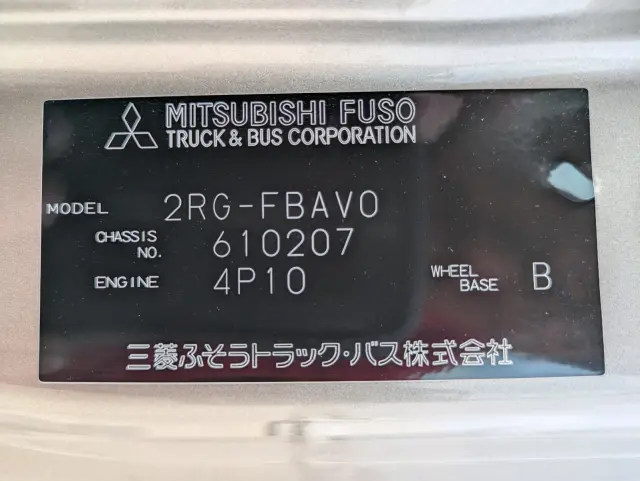 MITSUBISHI FUSO
TRUCK & BUS CORPORATION
MODEL 2RG-FBAV0
CHASSIS NO. 610207
ENGINE 4P10
WHEEL BASE B
三菱ふそうトラック・バス株式会社